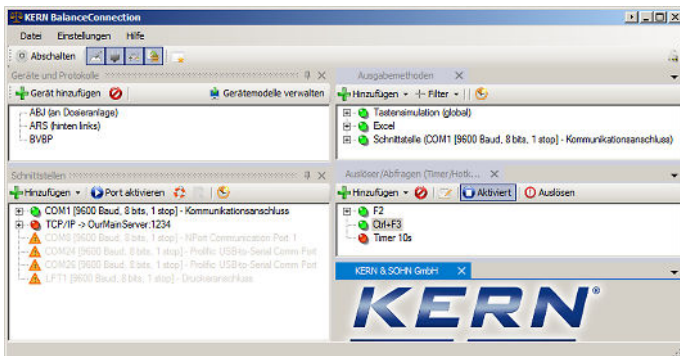 KERN BalanceConnection
Datei Einstellungen Hilfe
Abschalten
Geräte und Protokolle
Gerät hinzufügen Gerätemodelle verwalten
ABJ (an Dosieranlage)
ARS (hinten links)
BVBP
Ausgabemethoden
Hinzufügen Filter
Tastensimulation (global)
Excel
Schnittstelle (COM1 [9600 Baud, 8 bits, 1 stop] - Kommunikationsanschluss)
Schnittstellen
Hinzufügen Port aktivieren
COM1 [9600 Baud, 8 bits, 1 stop] - Kommunikationsanschluss
TCP/IP -> OurMainServer:1234
COM8 [9600 Baud, 8 bits, 1 stop] - NPort Communication Port 1
COM24 [9600 Baud, 8 bits, 1 stop] - Prolific USB-to-Serial Comm Port
COM26 [9600 Baud, 8 bits, 1 stop] - Prolific USB-to-Serial Comm Port
LPT1 [9600 Baud, 8 bits, 1 stop] - Druckeranschluss
Auslöser/Abfragen (Timer/Hotk...
Hinzufügen Aktiviert Auslösen
F2
Ctrl+F3
Timer 10s
KERN & SOHN GmbH
KERN®